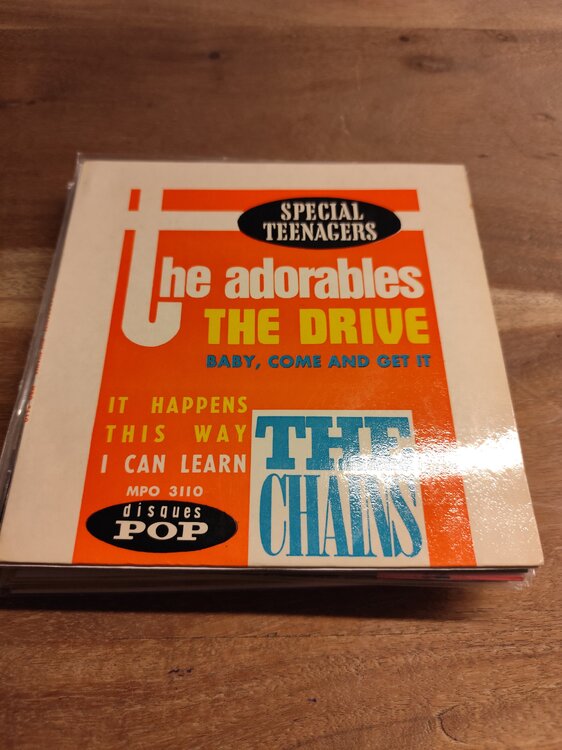 SPECIAL
TEENAGERS
the adorables
THE DRIVE
BABY, COME AND GET IT
IT HAPPENS
THIS WAY
I CAN LEARN
MPO 3110
disques
POP
THE
CHAINS